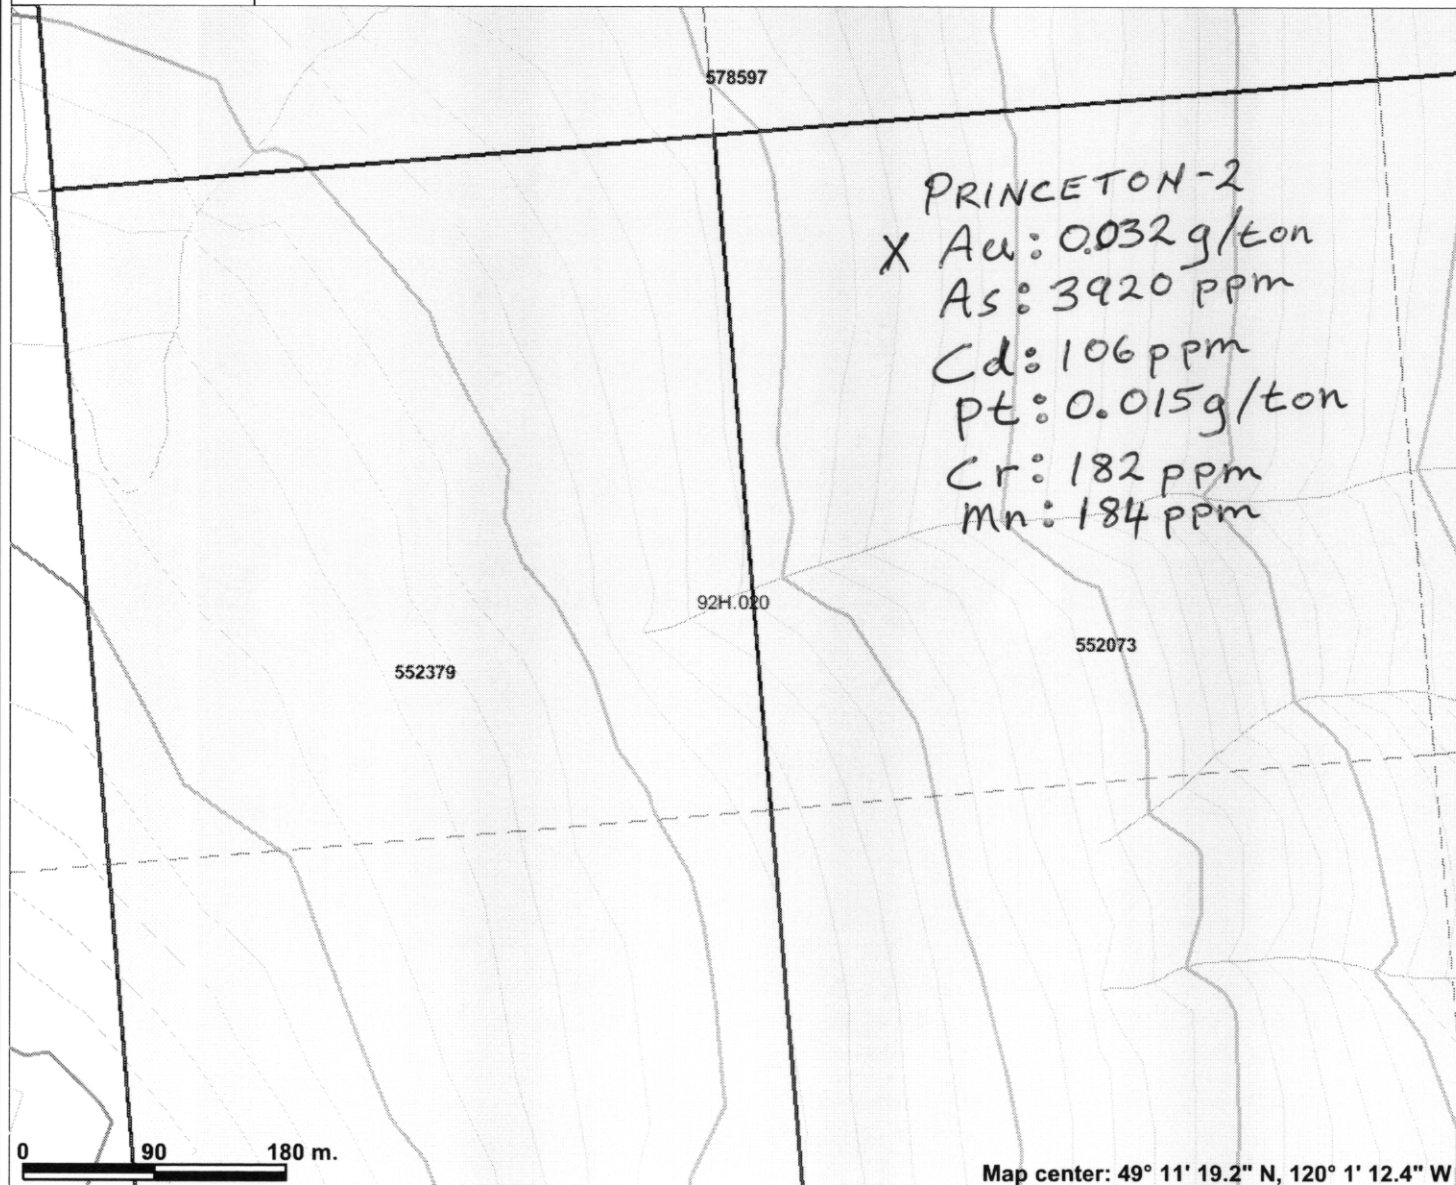 578597
PRINCETON-2
X Au: 0.032 g/ton
As: 3920 ppm
Cd: 106 ppm
Pt: 0.015g/ton
Cr: 182 ppm
Mn: 184 ppm
92H.020
552073
552379
0 90 180 m.
Map center: 49° 11' 19.2" N, 120° 1' 12.4" W